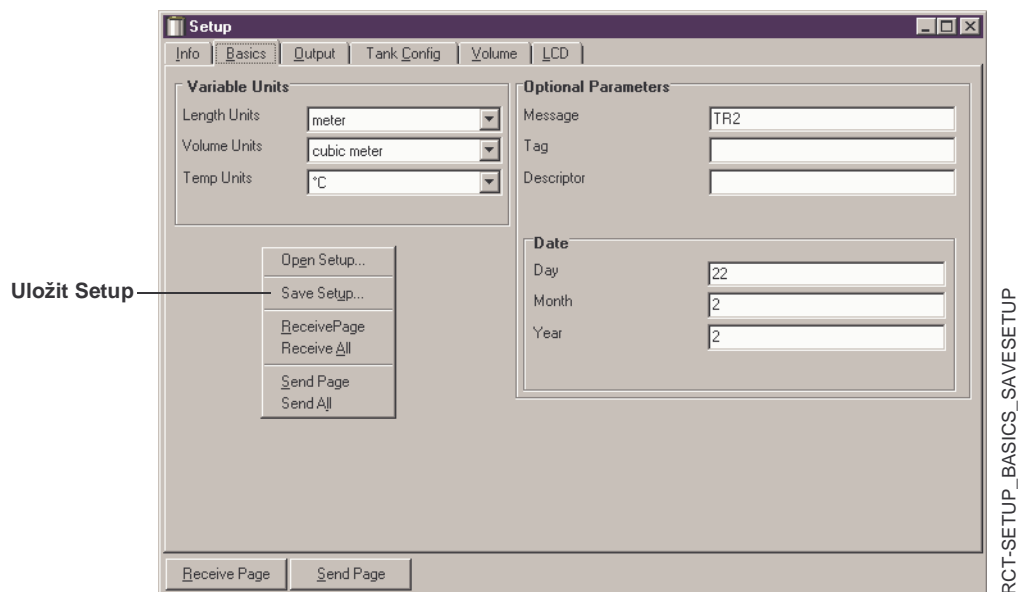 Setup
Info Basics Output Tank Config Volume LCD
Variable Units
Length Units meter
Volume Units cubic meter
Temp Units °C
Optional Parameters
Message TR2
Tag
Descriptor
Date
Day 22
Month 2
Year 2
Uložit Setup
Open Setup...
Save Setup...
ReceivePage
Receive All
Send Page
Send All
Receive Page Send Page
RCT-SETUP_BASICS_SAVESETUP